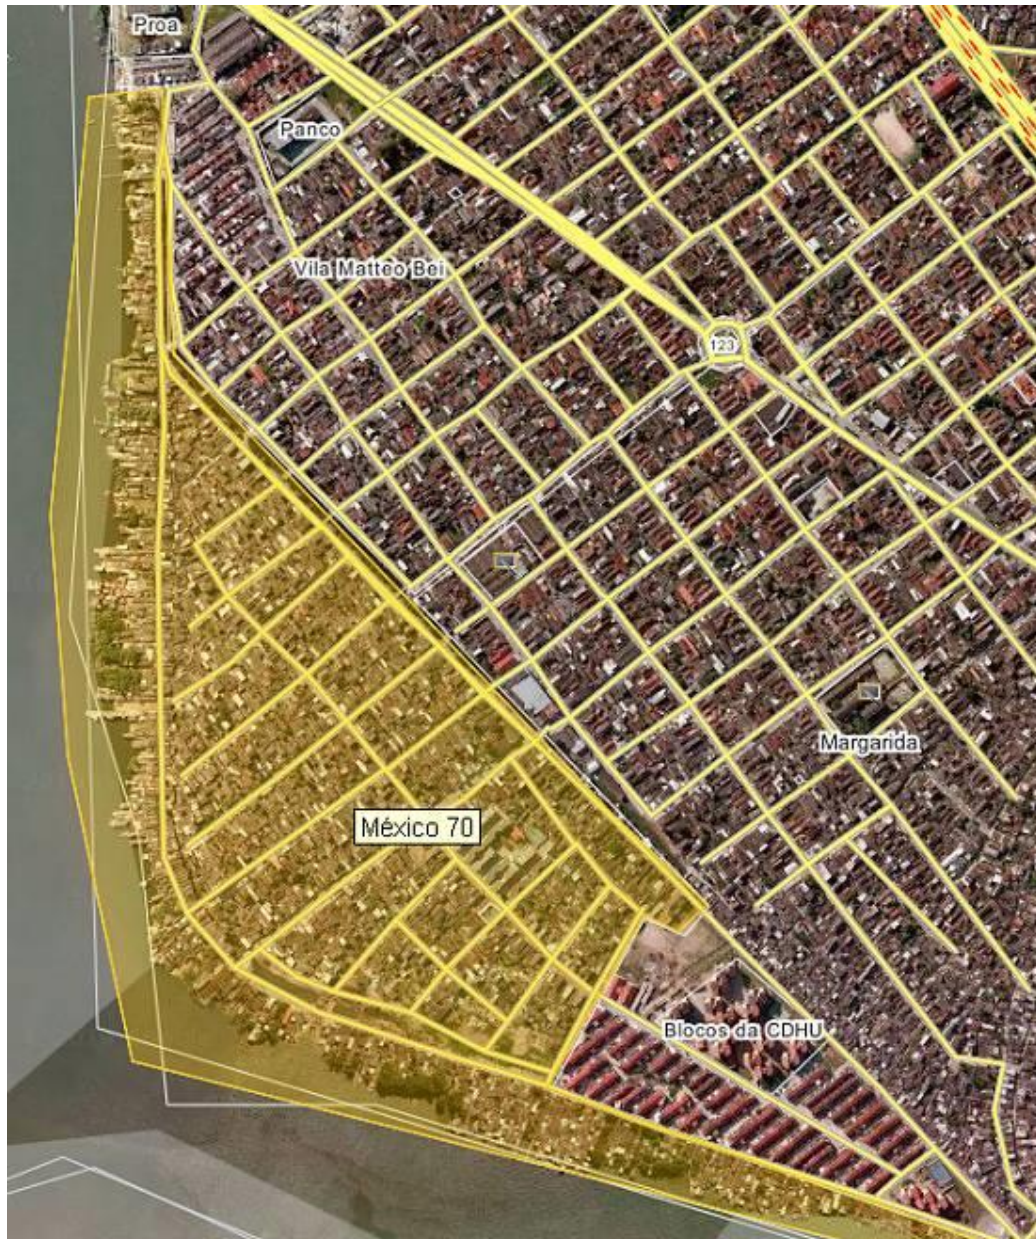 Proa
Panco
Vila Matteo Bei
123
Margarida
México 70
Blocos da CDHU